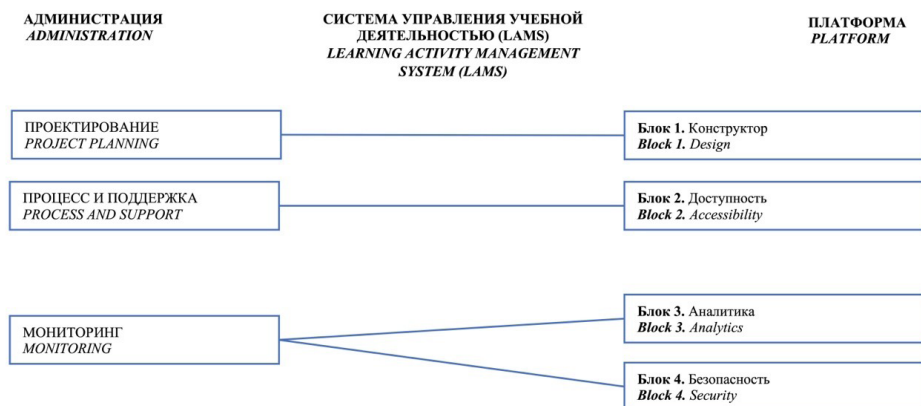 АДМИНИСТРАЦИЯ
ADMINISTRATION
СИСТЕМА УПРАВЛЕНИЯ УЧЕБНОЙ
ДЕЯТЕЛЬНОСТЬЮ (LAMS)
LEARNING ACTIVITY MANAGEMENT
SYSTEM (LAMS)
ПЛАТФОРМА
PLATFORM
ПРОЕКТИРОВАНИЕ
PROJECT PLANNING
Блок 1. Конструктор
Block 1. Design
ПРОЦЕСС И ПОДДЕРЖКА
PROCESS AND SUPPORT
Блок 2. Доступность
Block 2. Accessibility
МОНИТОРИНГ
MONITORING
Блок 3. Аналитика
Block 3. Analytics
Блок 4. Безопасность
Block 4. Security